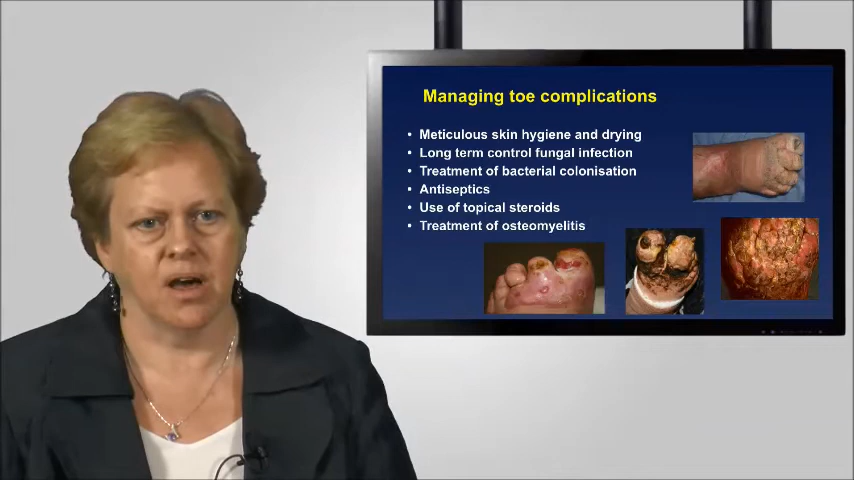 Managing toe complications
• Meticulous skin hygiene and drying
• Long term control fungal infection
• Treatment of bacterial colonisation
• Antiseptics
• Use of topical steroids
• Treatment of osteomyelitis